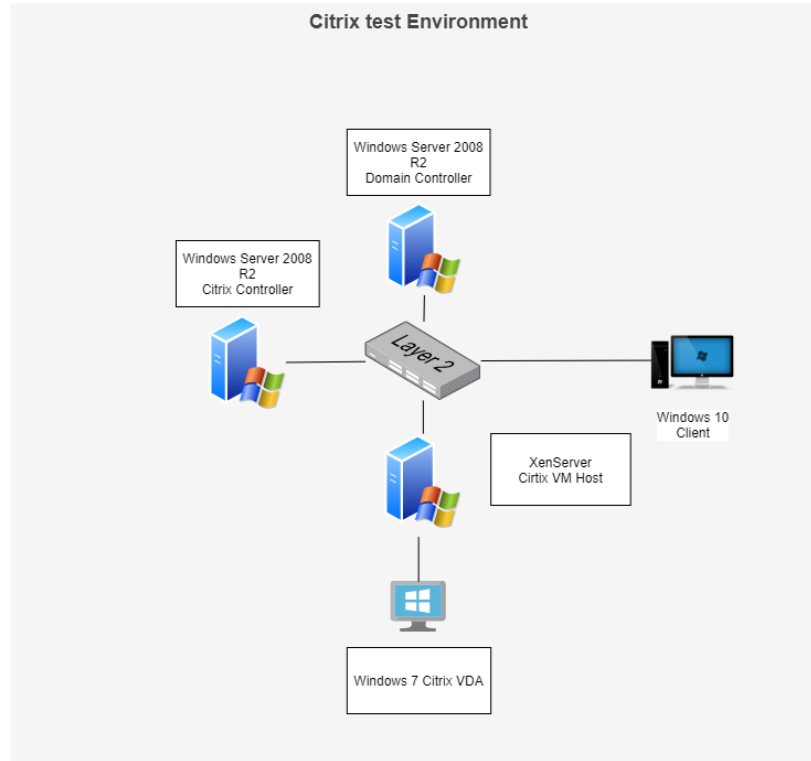 Citrix test Environment
Windows Server 2008
R2
Domain Controller
Windows Server 2008
R2
Citrix Controller
Layer 2
Windows 10
Client
XenServer
Cirtix VM Host
Windows 7 Citrix VDA